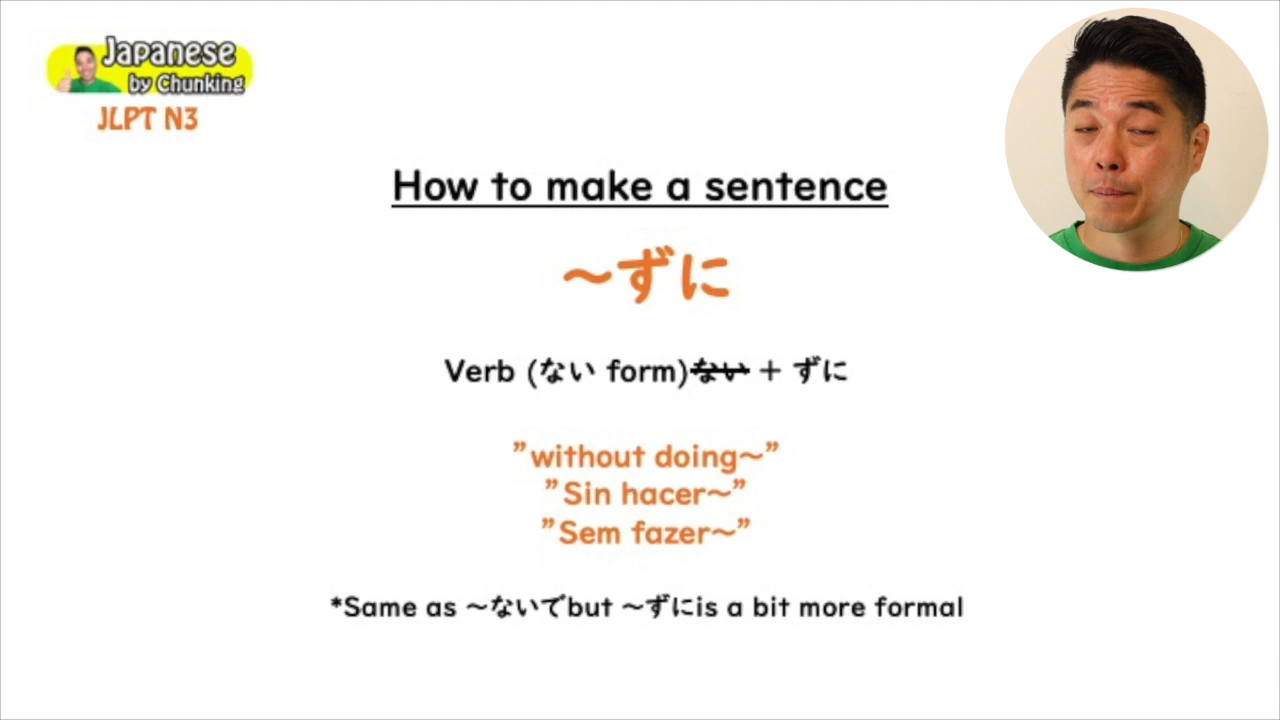 Japanese
by Chunking
JLPT N3
How to make a sentence
〜ずに
Verb (ない form)ない + ずに
”without doing〜”
”Sin hacer〜”
”Sem fazer〜”
*Same as 〜ないでbut 〜ずにis a bit more formal